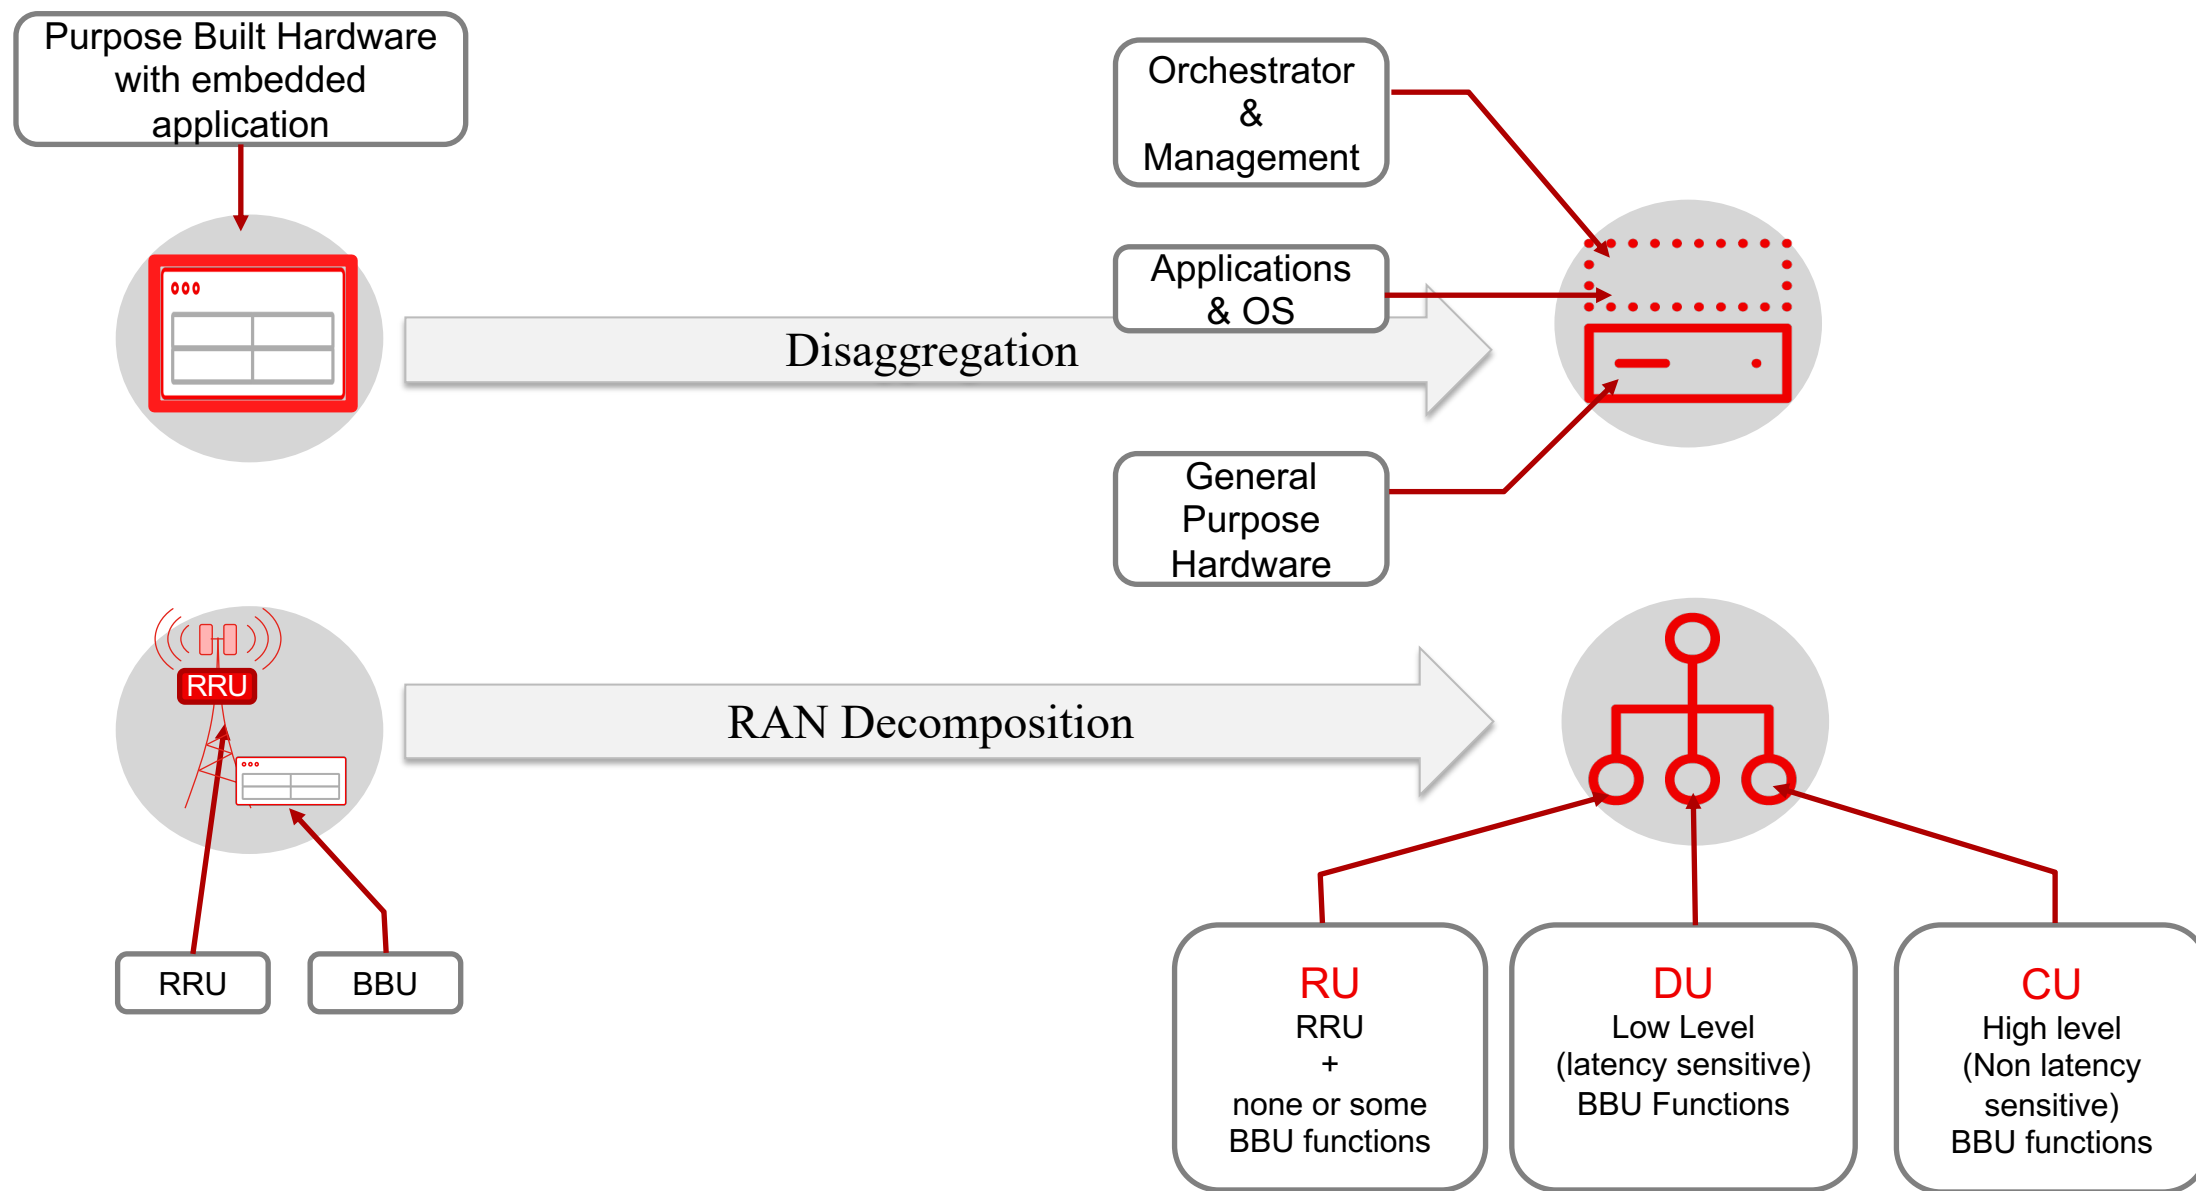 Purpose Built Hardware
with embedded
application
Orchestrator
&
Management
Applications
& OS
Disaggregation
General
Purpose
Hardware
RRU
RAN Decomposition
RRU
BBU
RU
RRU
+
none or some
BBU functions
DU
Low Level
(latency sensitive)
BBU Functions
CU
High level
(Non latency
sensitive)
BBU functions